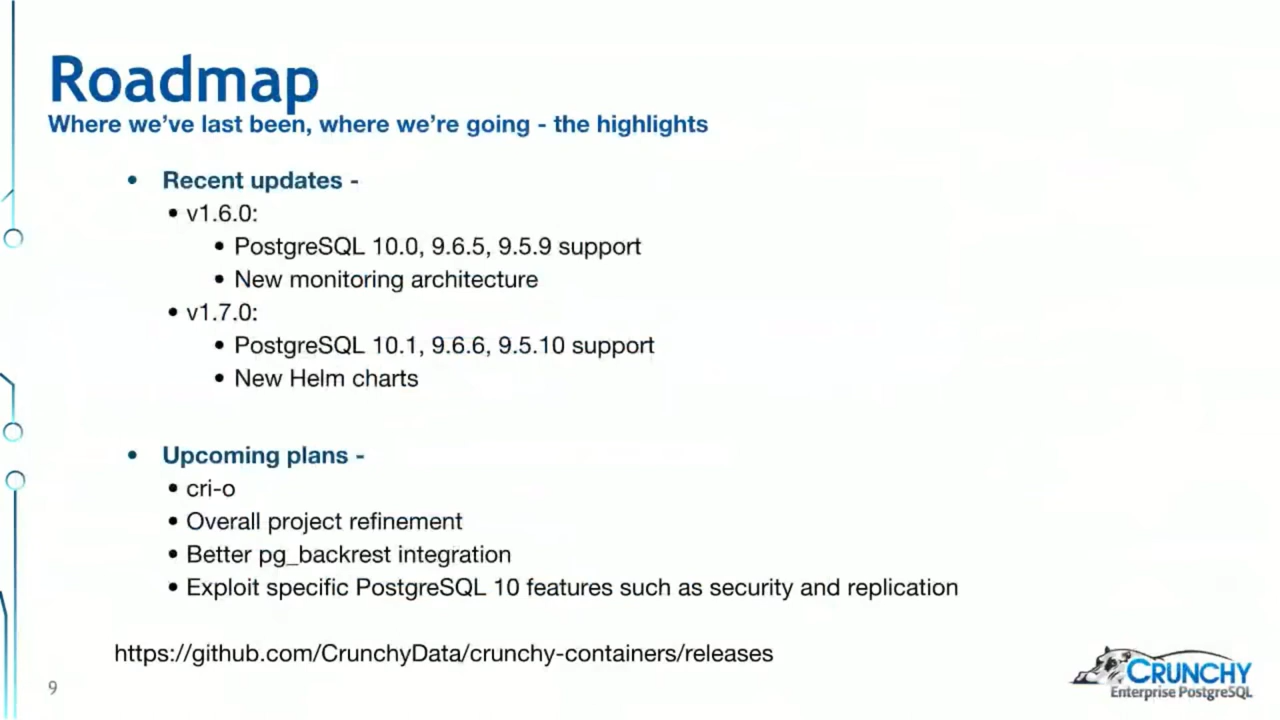 Roadmap
Where we've last been, where we're going - the highlights
• Recent updates -
• v1.6.0:
• PostgreSQL 10.0, 9.6.5, 9.5.9 support
• New monitoring architecture
• v1.7.0:
• PostgreSQL 10.1, 9.6.6, 9.5.10 support
• New Helm charts
• Upcoming plans -
• cri-o
• Overall project refinement
• Better pg_backrest integration
• Exploit specific PostgreSQL 10 features such as security and replication
https://github.com/CrunchyData/crunchy-containers/releases
9
CRUNCHY
Enterprise PostgreSQL